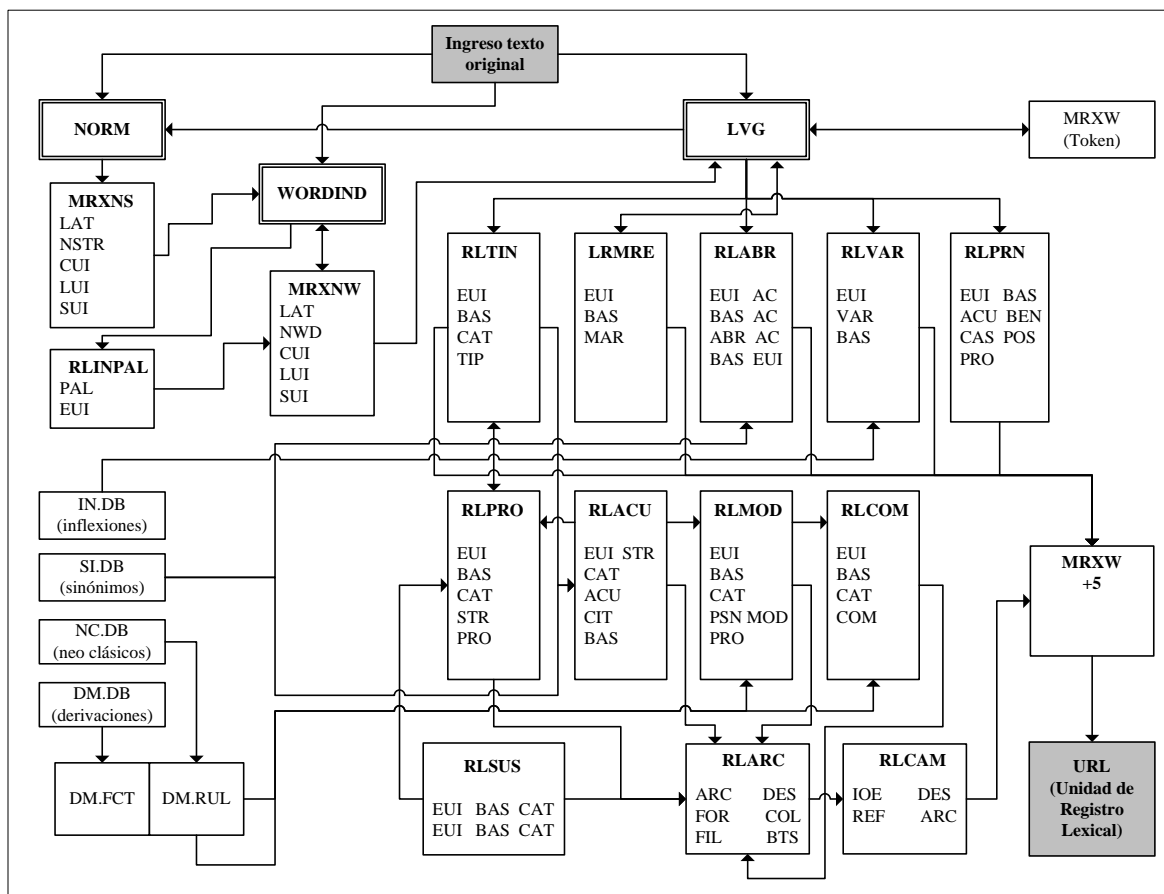 Ingreso texto
original
NORM
LVG
MRXW
(Token)
MRXNS
LAT
NSTR
CUI
LUI
SUI
WORDIND
MRXNW
LAT
NWD
CUI
LUI
SUI
RLINPAL
PAL
EUI
RLTIN
EUI
BAS
CAT
TIP
LRMRE
EUI
BAS
MAR
RLABR
EUI AC
BAS AC
ABR AC
BAS EUI
RLVAR
EUI
VAR
BAS
RLPRN
EUI BAS
ACU BEN
CAS POS
PRO
IN.DB
(inflexiones)
SI.DB
(sinónimos)
NC.DB
(neo clásicos)
DM.DB
(derivaciones)
DM.FCT
DM.RUL
RLPRO
EUI
BAS
CAT
STR
PRO
RLACU
EUI STR
CAT
ACU
CIT
BAS
RLMOD
EUI
BAS
CAT
PSN MOD
PRO
RLCOM
EUI
BAS
CAT
COM
MRXW
+5
RLSUS
EUI BAS CAT
EUI BAS CAT
RLARC
ARC DES
FOR COL
FIL BTS
RLCAM
IOE DES
REF ARC
URL
(Unidad de
Registro
Lexical)